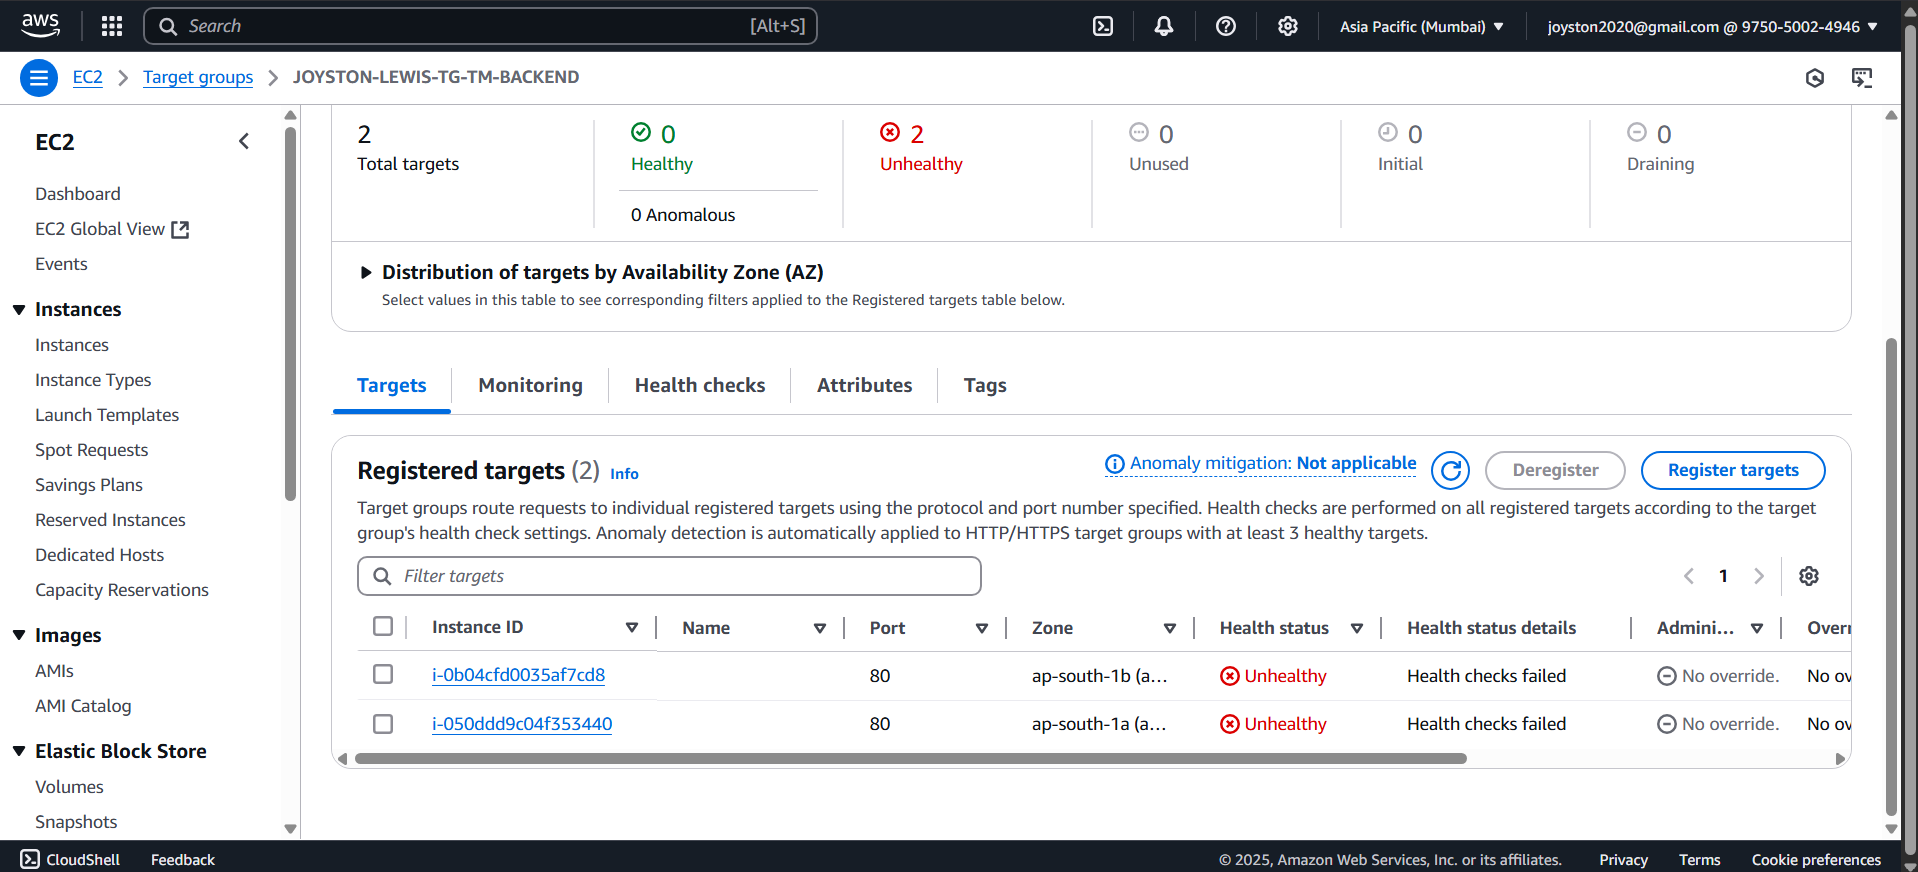 aws Search [Alt+S] Asia Pacific (Mumbai) joyston2020@gmail.com @ 9750-5002-4946
EC2 Target groups JOYSTON-LEWIS-TG-TM-BACKEND
EC2
Dashboard
EC2 Global View
Events
Instances
Instances
Instance Types
Launch Templates
Spot Requests
Savings Plans
Reserved Instances
Dedicated Hosts
Capacity Reservations
Images
AMIs
AMI Catalog
Elastic Block Store
Volumes
Snapshots
2
Total targets
0
Healthy
0 Anomalous
2
Unhealthy
0
Unused
0
Initial
0
Draining
Distribution of targets by Availability Zone (AZ)
Select values in this table to see corresponding filters applied to the Registered targets table below.
Targets Monitoring Health checks Attributes Tags
Registered targets (2) Info Anomaly mitigation: Not applicable Deregister Register targets
Target groups route requests to individual registered targets using the protocol and port number specified. Health checks are performed on all registered targets according to the target
group's health check settings. Anomaly detection is automatically applied to HTTP/HTTPS target groups with at least 3 healthy targets.
Filter targets 1
Instance ID Name Port Zone Health status Health status details Admini... Overr
i-0b04cfd0035af7cd8 80 ap-south-1b (a... Unhealthy Health checks failed No override. No ov
i-050ddd9c04f353440 80 ap-south-1a (a... Unhealthy Health checks failed No override. No ov
CloudShell Feedback © 2025, Amazon Web Services, Inc. or its affiliates. Privacy Terms Cookie preferences